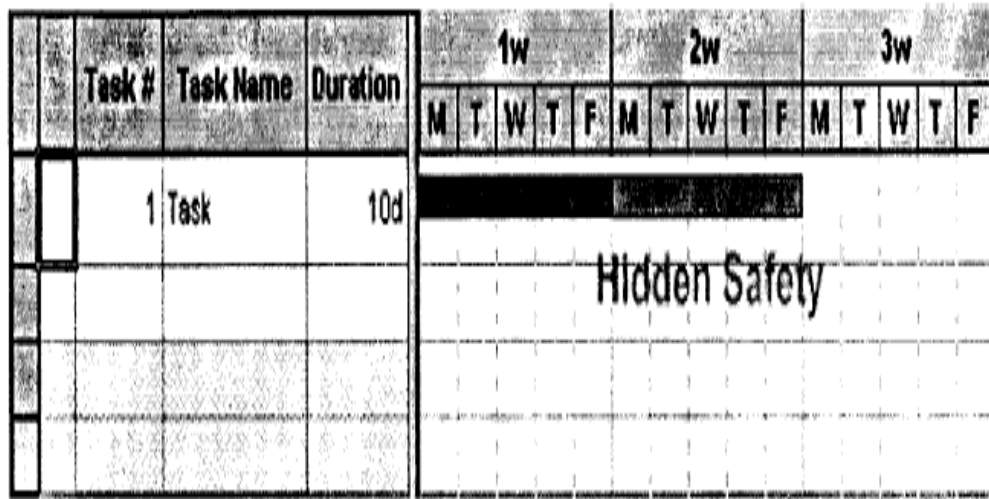 1w 2w 3w
Task # Task Name Duration
M T W T F M T W T F M T W T F
1 Task 10d
Hidden Safety